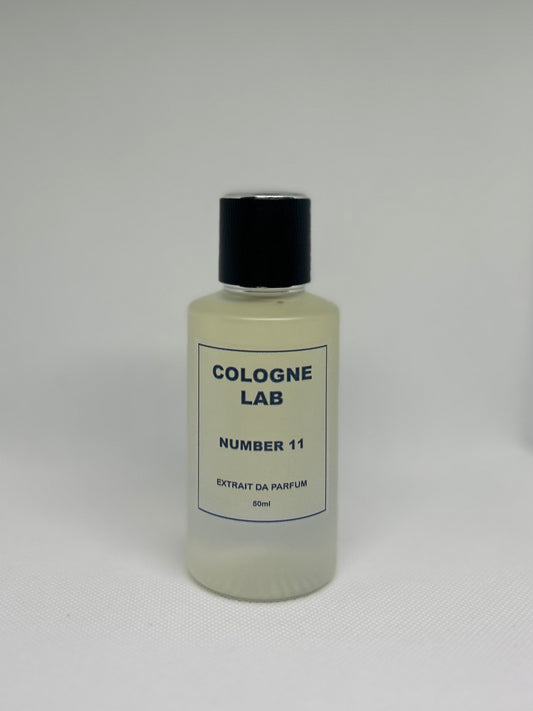 COLOGNE
LAB
NUMBER 11
EXTRAIT DA PARFUM
50ml